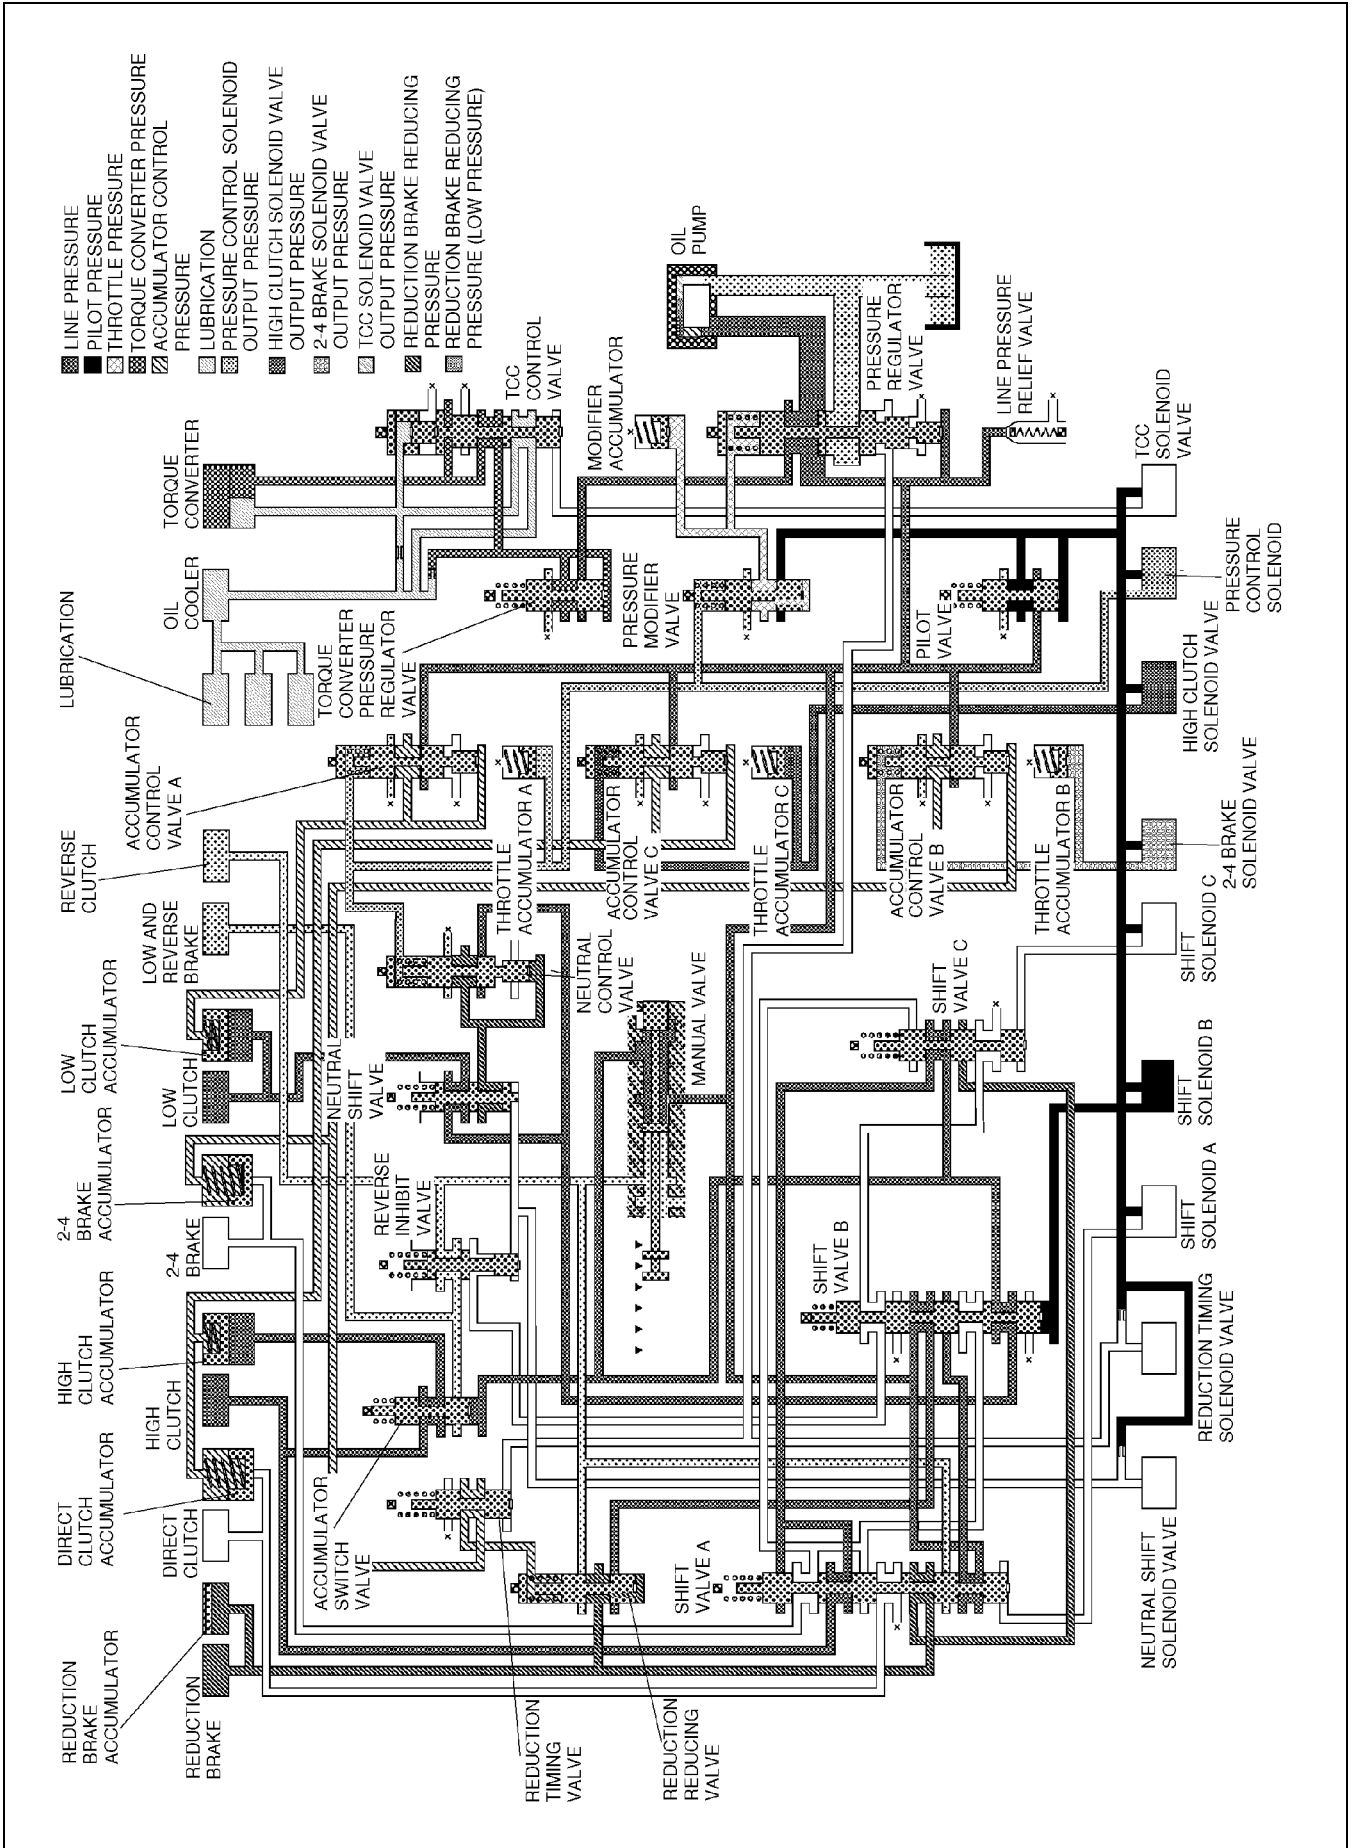 LINE PRESSURE
PILOT PRESSURE
THROTTLE PRESSURE
TORQUE CONVERTER PRESSURE
ACCUMULATOR CONTROL
PRESSURE
LUBRICATION
PRESSURE CONTROL SOLENOID
OUTPUT PRESSURE
HIGH CLUTCH SOLENOID VALVE
OUTPUT PRESSURE
2-4 BRAKE SOLENOID VALVE
OUTPUT PRESSURE
TCC SOLENOID VALVE
OUTPUT PRESSURE
REDUCTION BRAKE REDUCING
PRESSURE
REDUCTION BRAKE REDUCING
PRESSURE (LOW PRESSURE)
REDUCTION
BRAKE
ACCUMULATOR
REDUCTION
BRAKE
DIRECT
CLUTCH
ACCUMULATOR
DIRECT
CLUTCH
HIGH
CLUTCH
ACCUMULATOR
HIGH
CLUTCH
2-4
BRAKE
ACCUMULATOR
2-4
BRAKE
LOW
CLUTCH
ACCUMULATOR
LOW
CLUTCH
LOW AND
REVERSE
BRAKE
REVERSE
CLUTCH
ACCUMULATOR
CONTROL
VALVE A
LUBRICATION
OIL
COOLER
TORQUE
CONVERTER
TORQUE
CONVERTER
PRESSURE
REGULATOR
VALVE
TCC
CONTROL
VALVE
ACCUMULATOR
SWITCH
VALVE
REVERSE
INHIBIT
VALVE
NEUTRAL
SHIFT
VALVE
NEUTRAL
CONTROL
VALVE
THROTTLE
ACCUMULATOR A
ACCUMULATOR
CONTROL
VALVE C
THROTTLE
ACCUMULATOR C
ACCUMULATOR
CONTROL
VALVE B
THROTTLE
ACCUMULATOR B
PRESSURE
MODIFIER
VALVE
MODIFIER
ACCUMULATOR
OIL
PUMP
PRESSURE
REGULATOR
VALVE
LINE PRESSURE
RELIEF VALVE
PILOT
VALVE
MANUAL VALVE
REDUCTION
TIMING
VALVE
REDUCTION
REDUCING
VALVE
SHIFT
VALVE A
SHIFT
VALVE B
SHIFT
VALVE C
NEUTRAL SHIFT
SOLENOID VALVE
REDUCTION TIMING
SOLENOID VALVE
SHIFT
SOLENOID A
SHIFT
SOLENOID B
SHIFT
SOLENOID C
2-4 BRAKE
SOLENOID VALVE
HIGH CLUTCH
SOLENOID VALVE
PRESSURE
CONTROL
SOLENOID
TCC
SOLENOID
VALVE